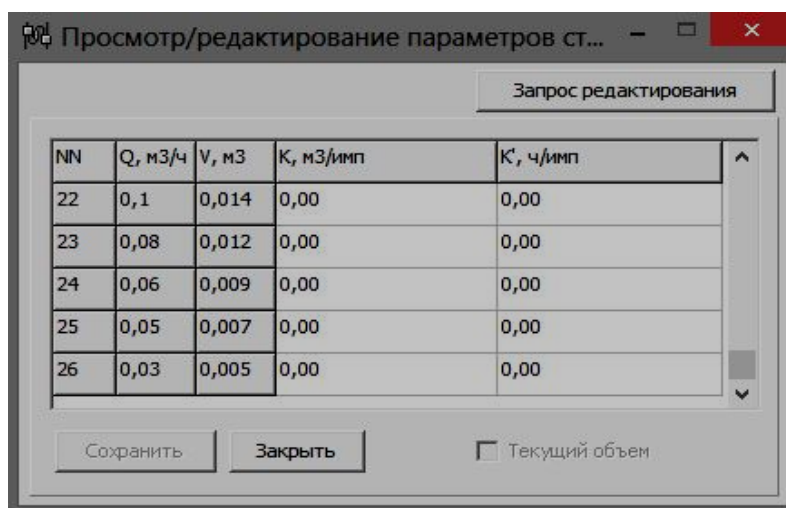 Просмотр/редактирование параметров ст...
Запрос редактирования
NN Q, м3/ч V, м3 K, м3/имп K', ч/имп
22 0,1 0,014 0,00 0,00
23 0,08 0,012 0,00 0,00
24 0,06 0,009 0,00 0,00
25 0,05 0,007 0,00 0,00
26 0,03 0,005 0,00 0,00
Сохранить Закрыть Текущий объем